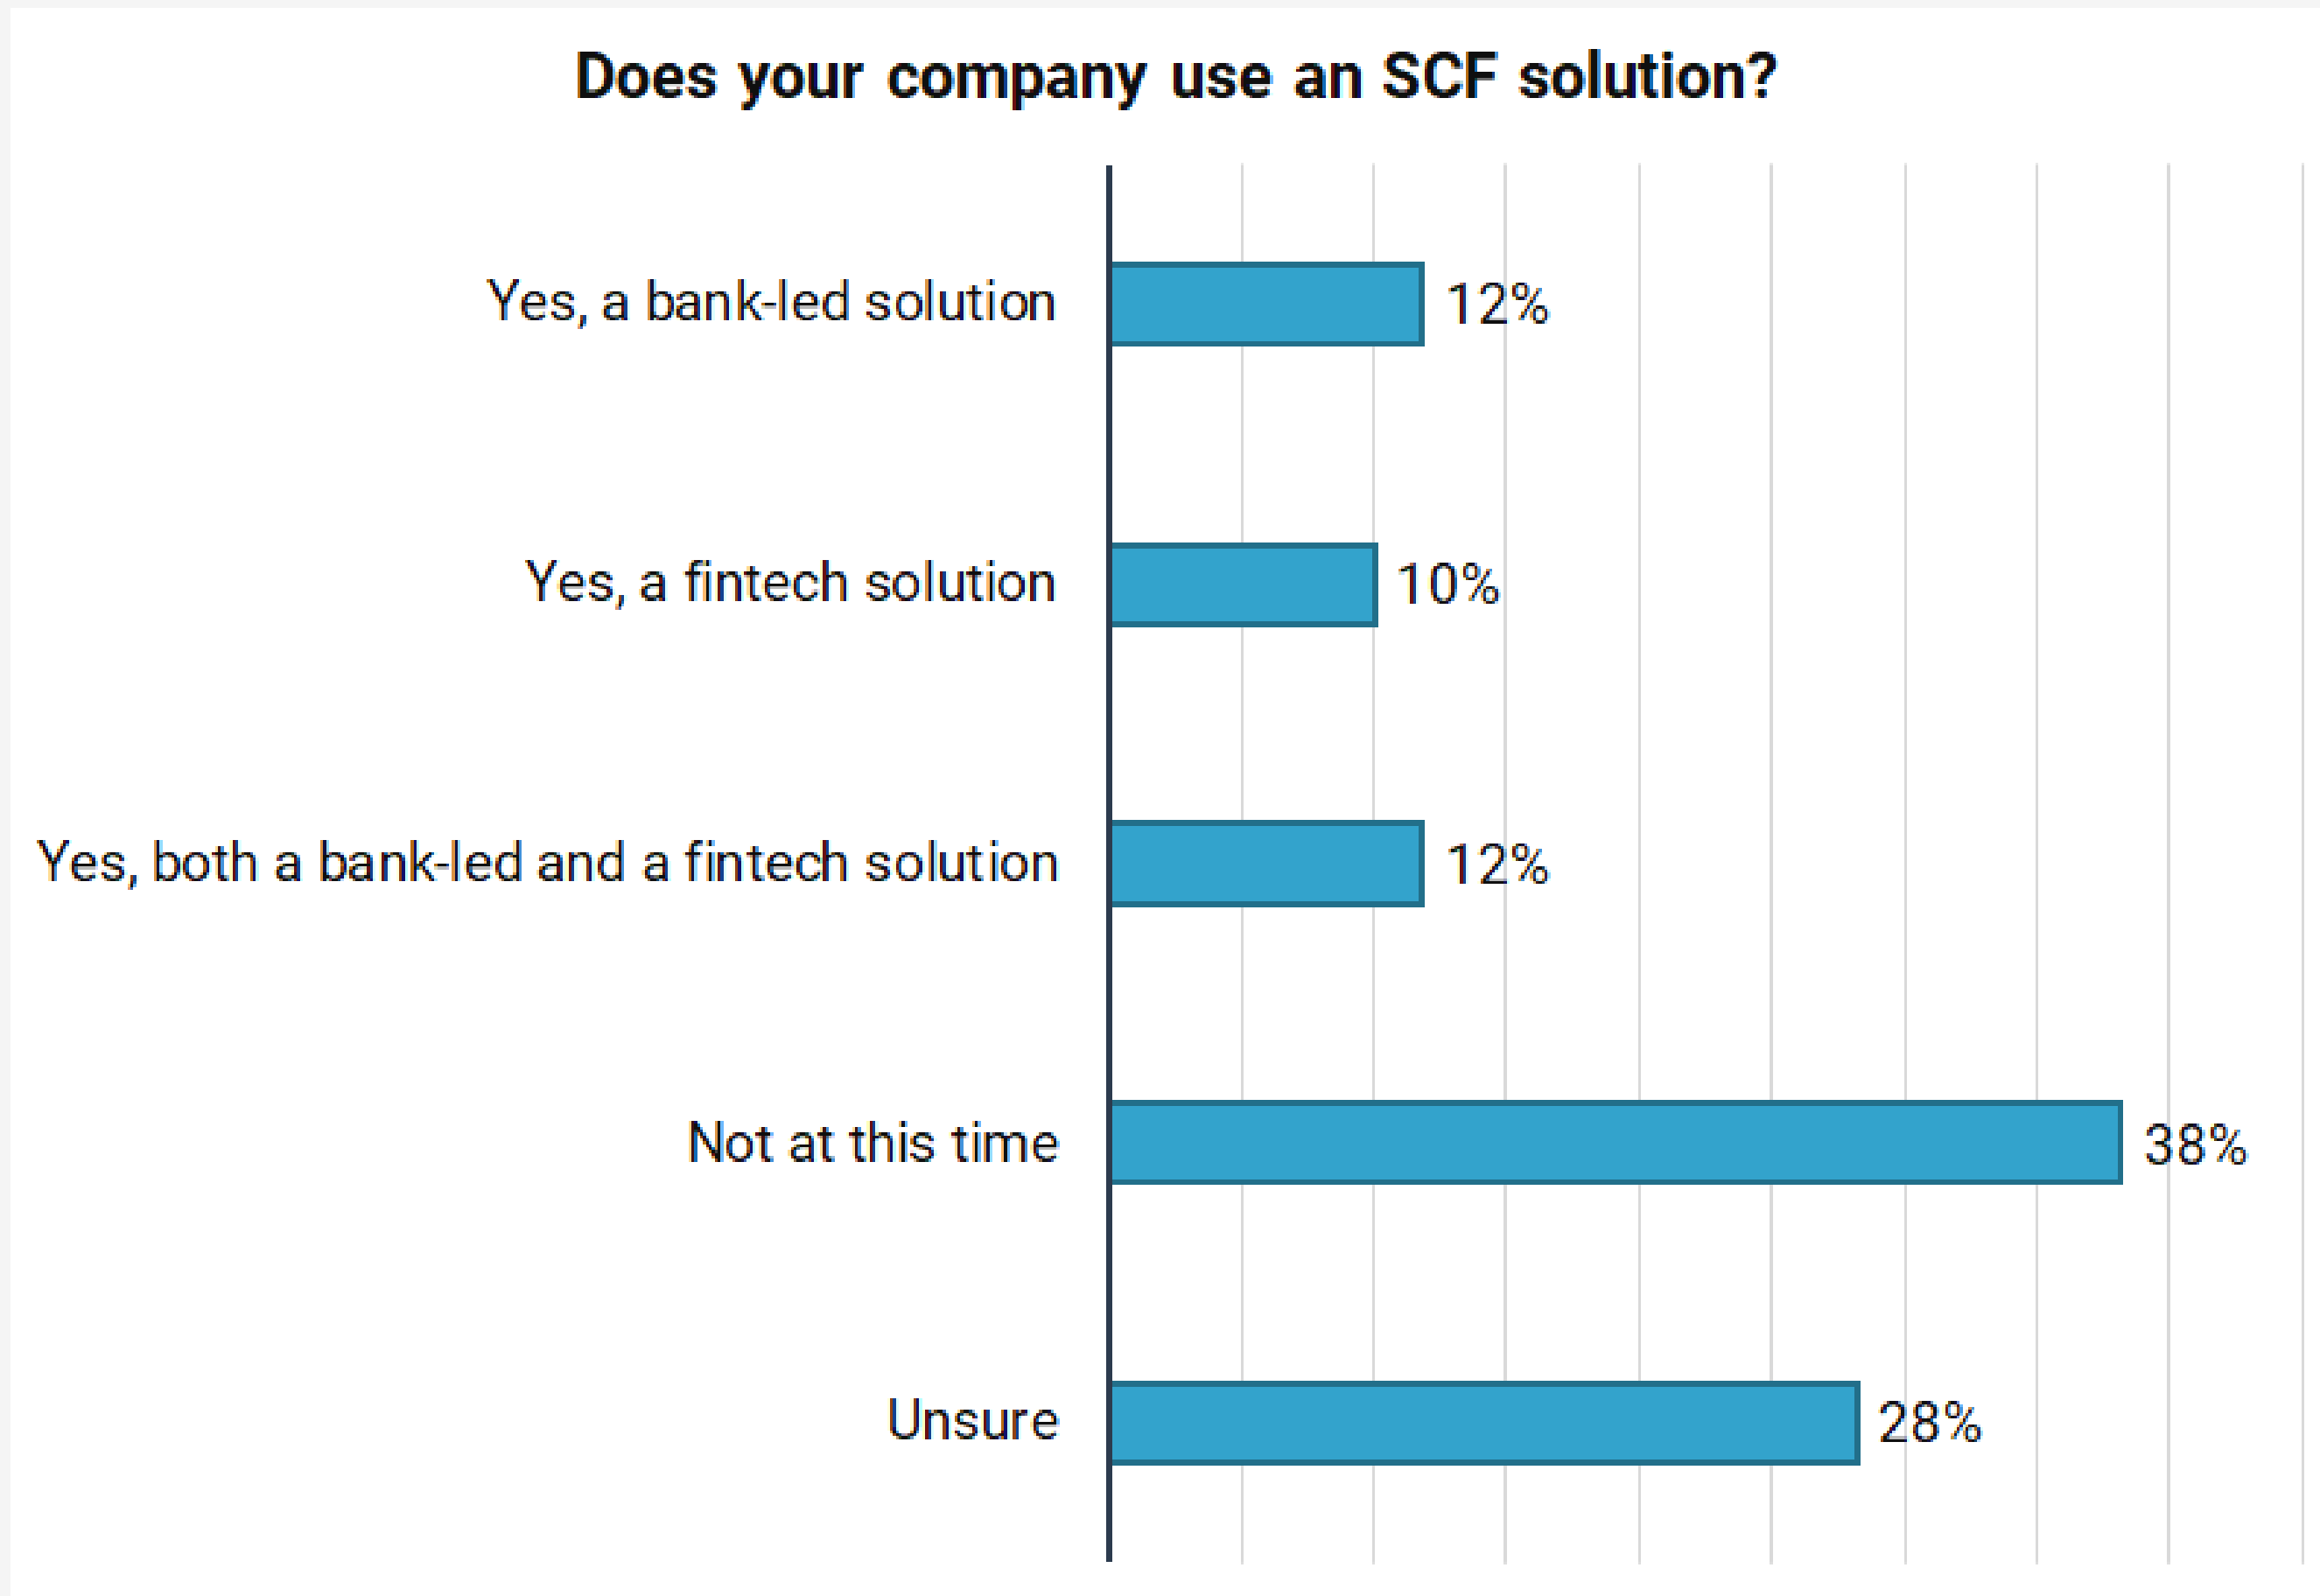 Does your company use an SCF solution?
Yes, a bank-led solution 12%
Yes, a fintech solution 10%
Yes, both a bank-led and a fintech solution 12%
Not at this time 38%
Unsure 28%